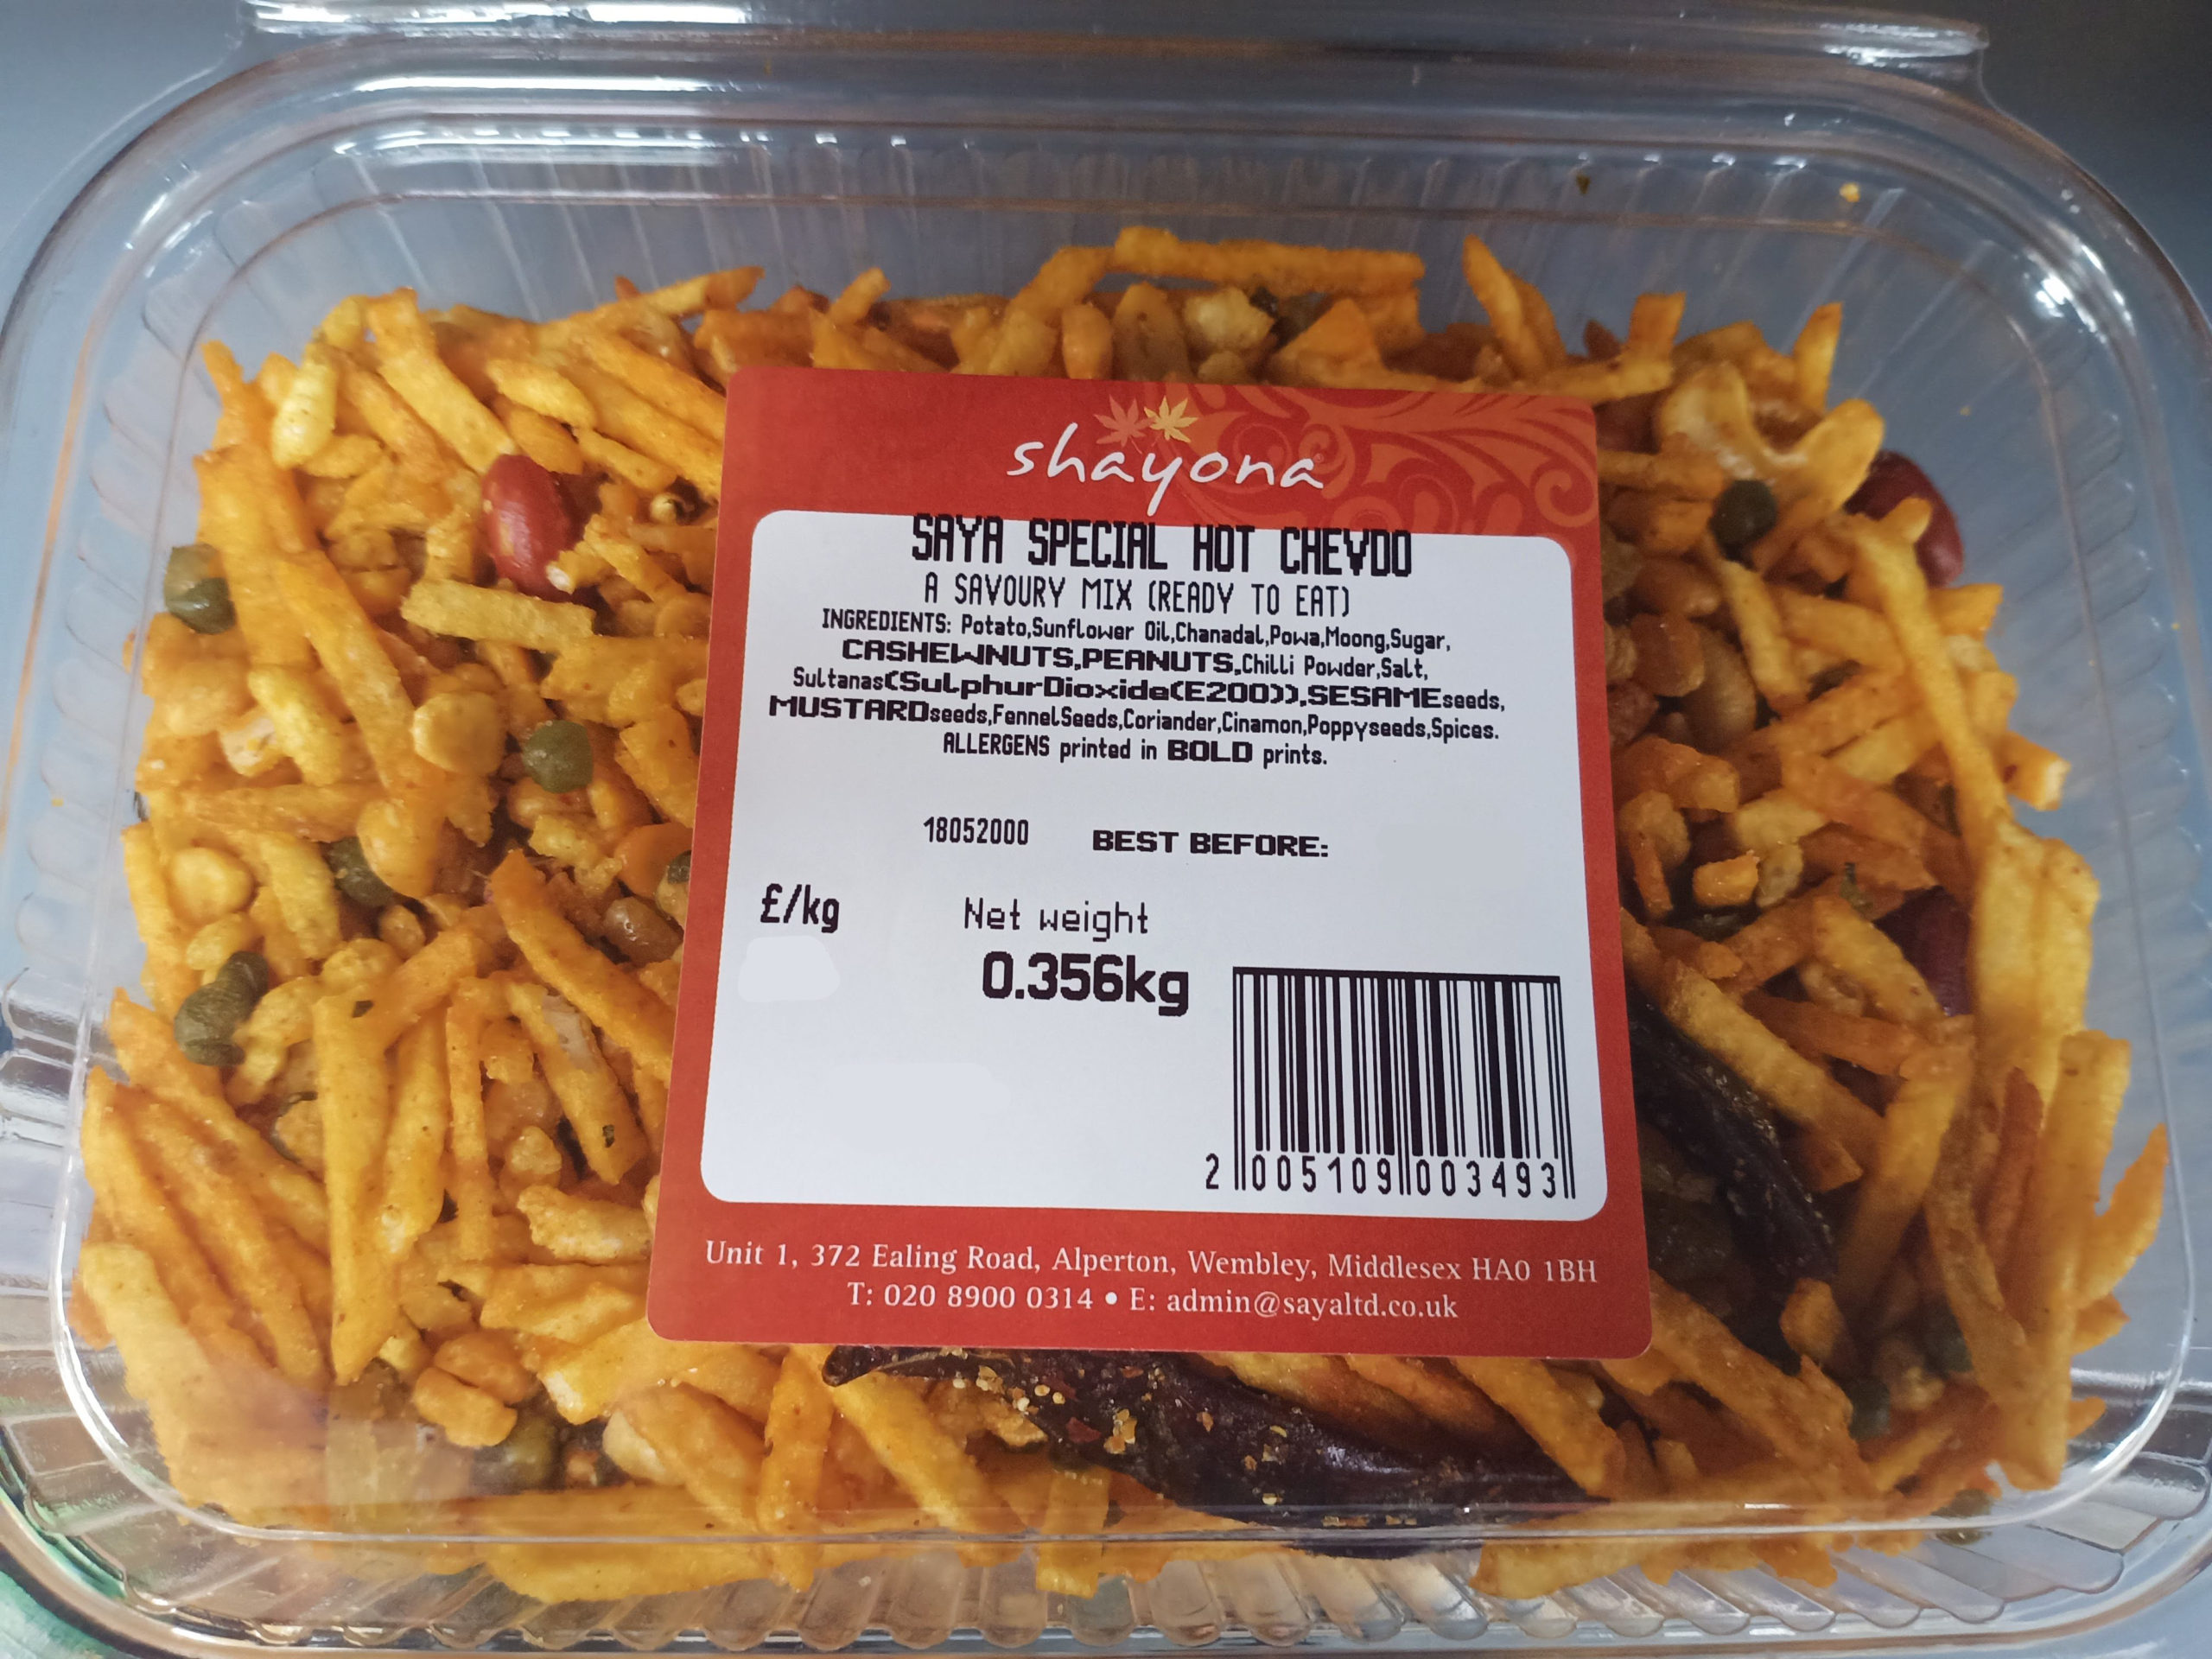 shayona
SAYA SPECIAL HOT CHEVDO
A SAVOURY MIX (READY TO EAT)
INGREDIENTS: Potato,Sunflower Oil,Chanadal,Powa,Moong,Sugar,
CASHEWNUTS,PEANUTS,Chilli Powder,Salt,
Sultanas(SulphurDioxide(E200)),SESAMEseeds,
MUSTARDseeds,FennelSeeds,Coriander,Cinamon,Poppyseeds,Spices.
ALLERGENS printed in BOLD prints.
18052000 BEST BEFORE:
£/kg Net weight
0.356kg
2 005109 003493
Unit 1, 372 Ealing Road, Alperton, Wembley, Middlesex HA0 1BH
T: 020 8900 0314 • E: admin@sayaltd.co.uk